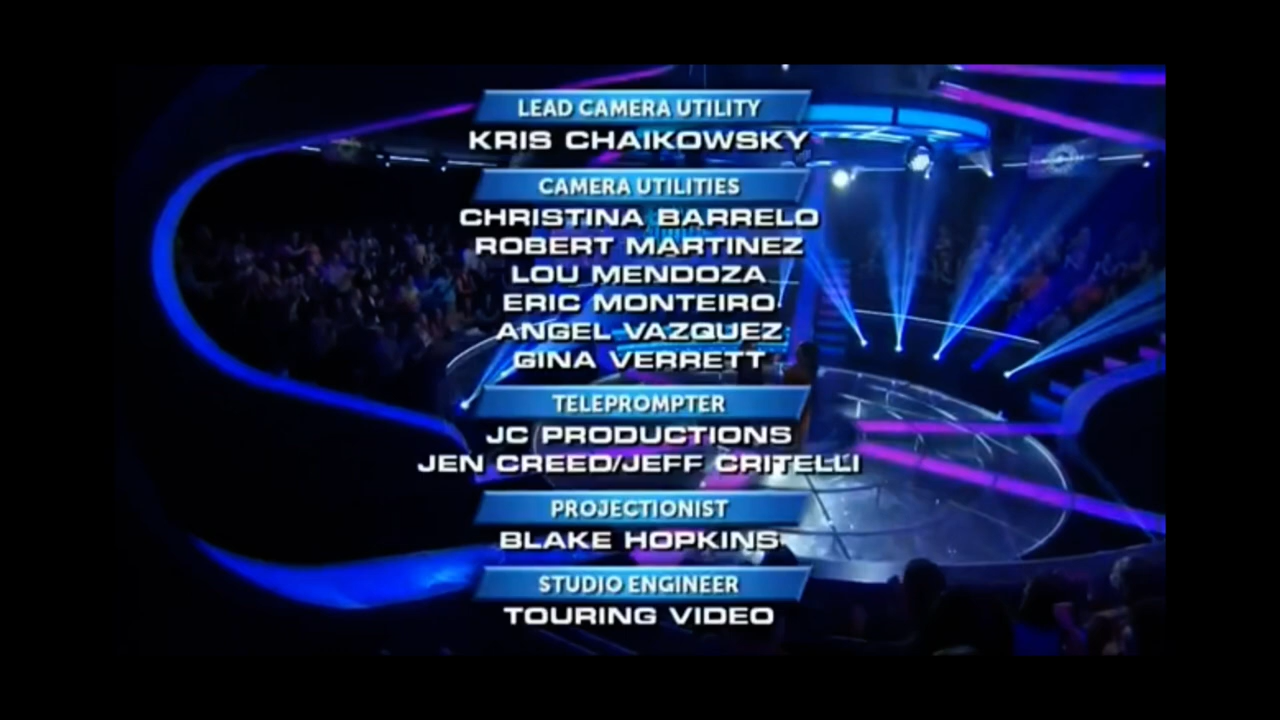 LEAD CAMERA UTILITY
KRIS CHAIKOWSKY
CAMERA UTILITIES
CHRISTINA BARRELO
ROBERT MARTINEZ
LOU MENDOZA
ERIC MONTEIRO
ANGEL VAZQUEZ
GINA VERRETT
TELEPROMPTER
JC PRODUCTIONS
JEN CREED/JEFF CRITELLI
PROJECTIONIST
BLAKE HOPKINS
STUDIO ENGINEER
TOURING VIDEO